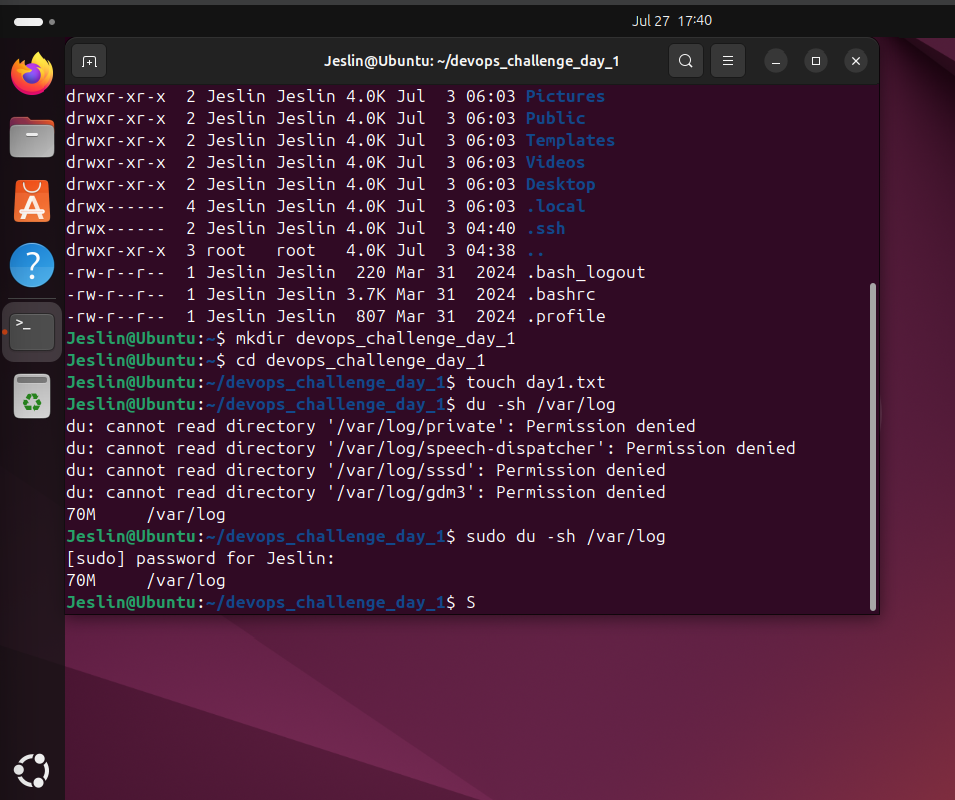 Jul 27 17:40
Jeslin@Ubuntu: ~/devops_challenge_day_1
drwxr-xr-x  2 Jeslin Jeslin 4.0K Jul  3 06:03 Pictures
drwxr-xr-x  2 Jeslin Jeslin 4.0K Jul  3 06:03 Public
drwxr-xr-x  2 Jeslin Jeslin 4.0K Jul  3 06:03 Templates
drwxr-xr-x  2 Jeslin Jeslin 4.0K Jul  3 06:03 Videos
drwxr-xr-x  2 Jeslin Jeslin 4.0K Jul  3 06:03 Desktop
drwx------  4 Jeslin Jeslin 4.0K Jul  3 06:03 .local
drwx------  2 Jeslin Jeslin 4.0K Jul  3 04:40 .ssh
drwxr-xr-x  3 root   root   4.0K Jul  3 04:38 ..
-rw-r--r--  1 Jeslin Jeslin  220 Mar 31  2024 .bash_logout
-rw-r--r--  1 Jeslin Jeslin 3.7K Mar 31  2024 .bashrc
-rw-r--r--  1 Jeslin Jeslin  807 Mar 31  2024 .profile
Jeslin@Ubuntu:~$ mkdir devops_challenge_day_1
Jeslin@Ubuntu:~$ cd devops_challenge_day_1
Jeslin@Ubuntu:~/devops_challenge_day_1$ touch day1.txt
Jeslin@Ubuntu:~/devops_challenge_day_1$ du -sh /var/log
du: cannot read directory '/var/log/private': Permission denied
du: cannot read directory '/var/log/speech-dispatcher': Permission denied
du: cannot read directory '/var/log/sssd': Permission denied
du: cannot read directory '/var/log/gdm3': Permission denied
70M     /var/log
Jeslin@Ubuntu:~/devops_challenge_day_1$ sudo du -sh /var/log
[sudo] password for Jeslin:
70M     /var/log
Jeslin@Ubuntu:~/devops_challenge_day_1$ S